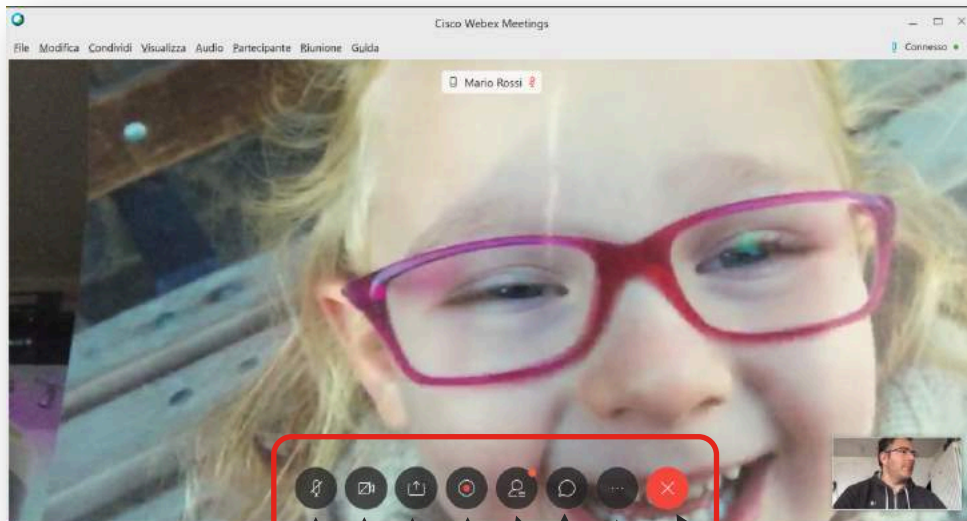 Cisco Webex Meetings
File Modifica Condividi Visualizza Audio Partecipante Riunione Guida
Connesso
Mario Rossi